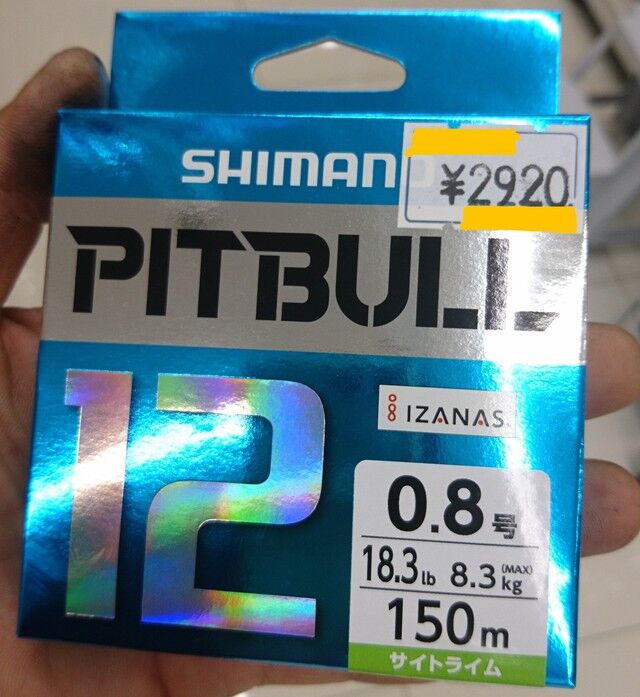 SHIMANO
¥2920
PITBULL
12
IZANAS
0.8号
18.3lb 8.3kg (MAX)
150m
サイトライム